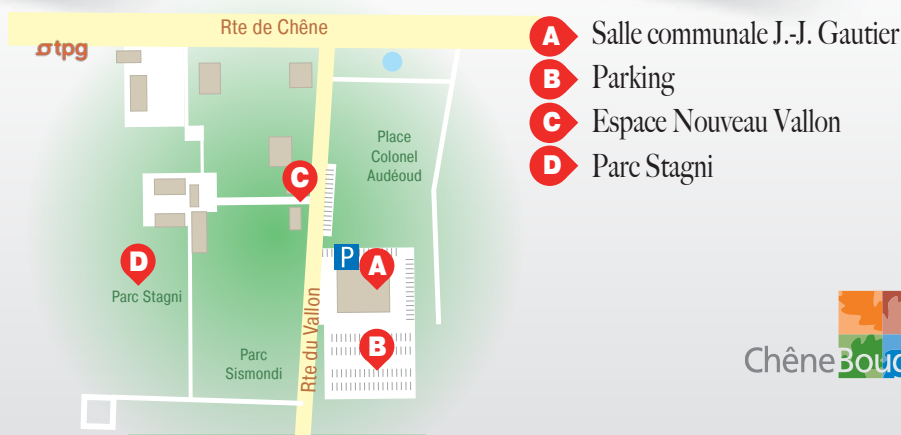 Rte de Chêne
tpg
A Salle communale J.-J. Gautier
B Parking
C Espace Nouveau Vallon
D Parc Stagni
Place
Colonel
Audéoud
C
P
A
D
Parc Stagni
Rte du Vallon
B
Parc
Sismondi